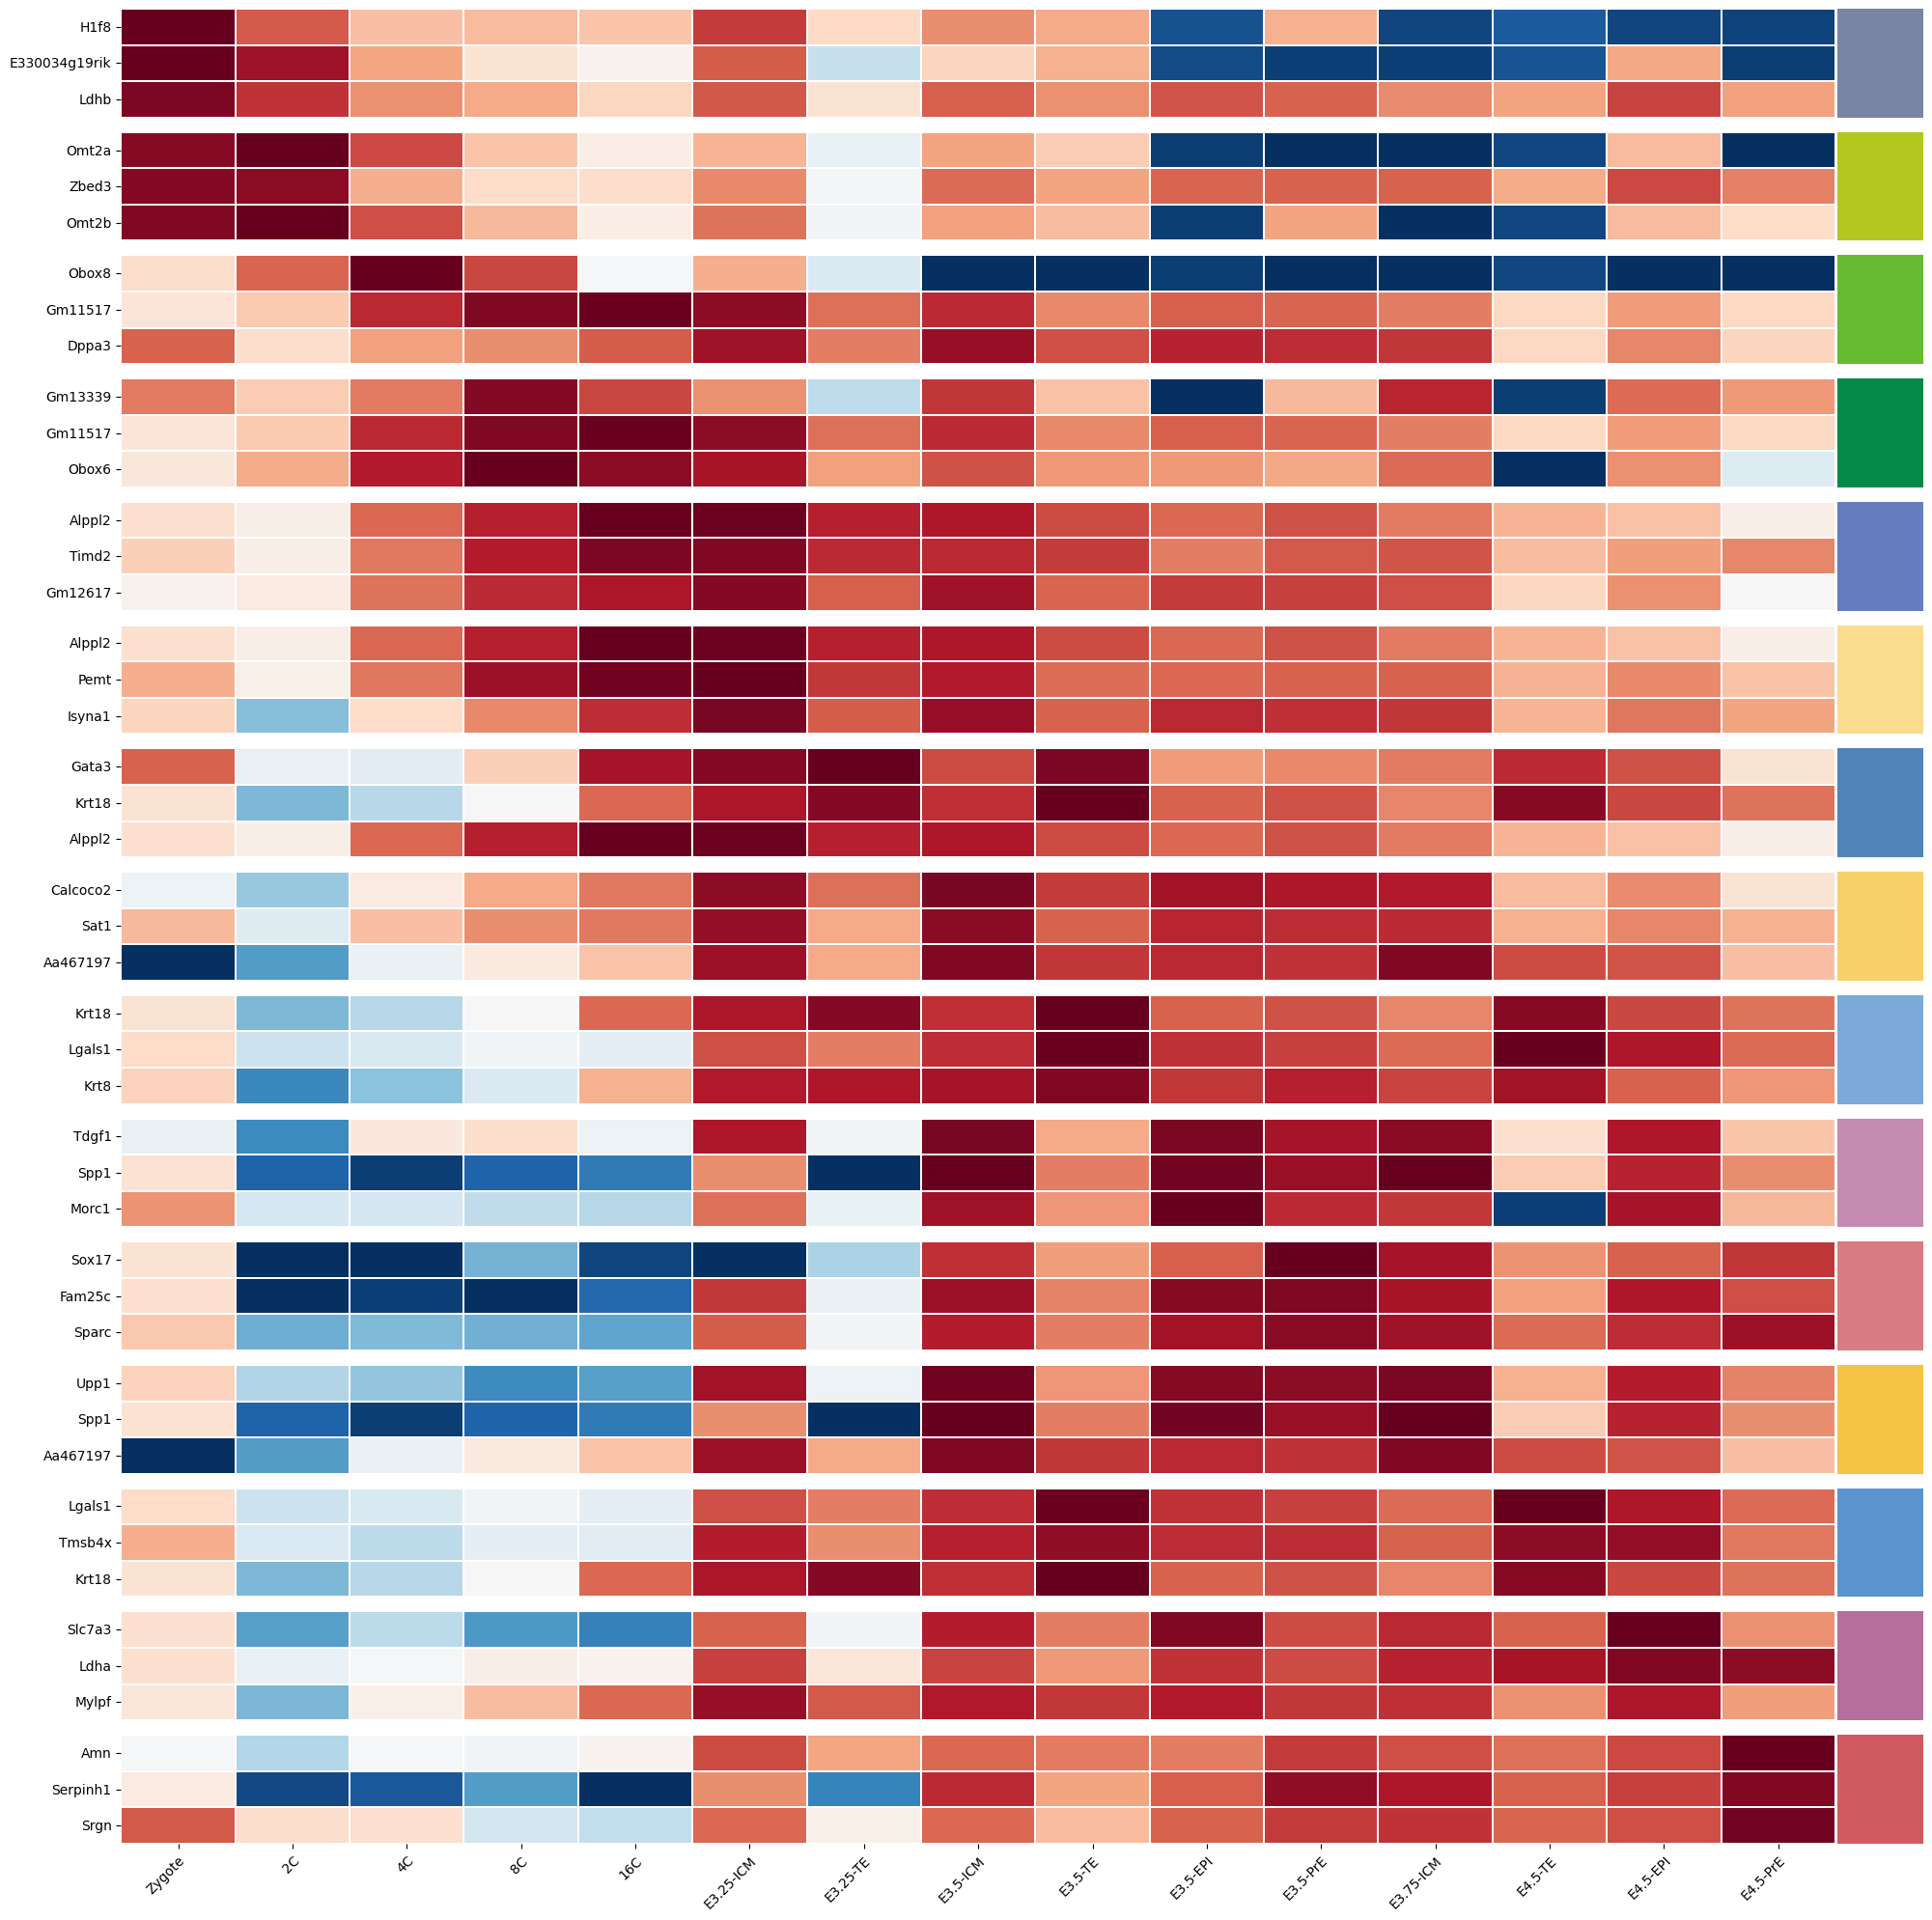 H1f8
E330034g19rik
Ldhb
Omt2a
Zbed3
Omt2b
Obox8
Gm11517
Dppa3
Gm13339
Gm11517
Obox6
Alppl2
Timd2
Gm12617
Alppl2
Pemt
Isyna1
Gata3
Krt18
Alppl2
Calcoco2
Sat1
Aa467197
Krt18
Lgals1
Krt8
Tdgf1
Spp1
Morc1
Sox17
Fam25c
Sparc
Upp1
Spp1
Aa467197
Lgals1
Tmsb4x
Krt18
Slc7a3
Ldha
Mylpf
Amn
Serpinh1
Srgn
Zygote
2C
4C
8C
16C
E3.25-ICM
E3.25-TE
E3.5-ICM
E3.5-TE
E3.5-EPI
E3.5-PrE
E3.75-ICM
E4.5-TE
E4.5-EPI
E4.5-PrE